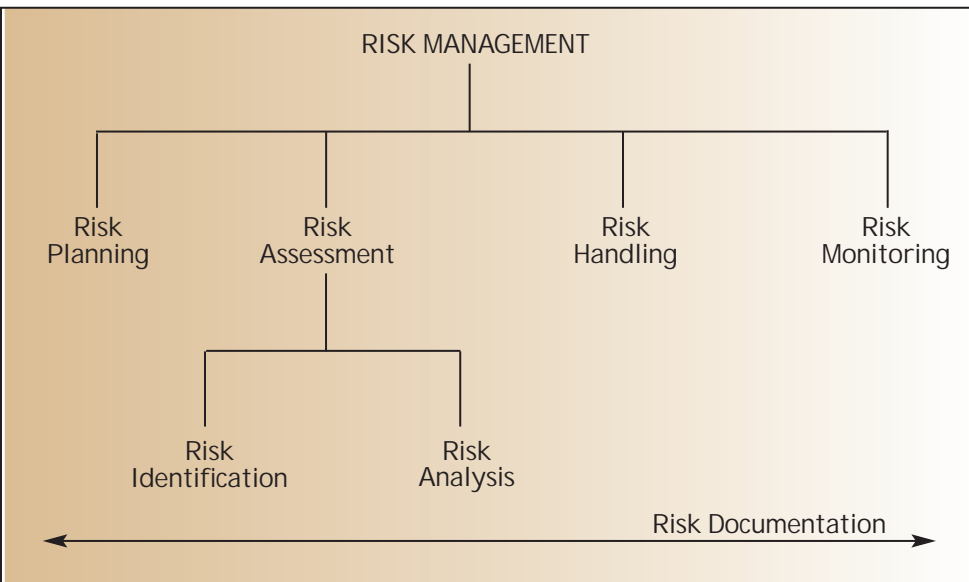 RISK MANAGEMENT
Risk
Planning
Risk
Assessment
Risk
Handling
Risk
Monitoring
Risk
Identification
Risk
Analysis
Risk Documentation